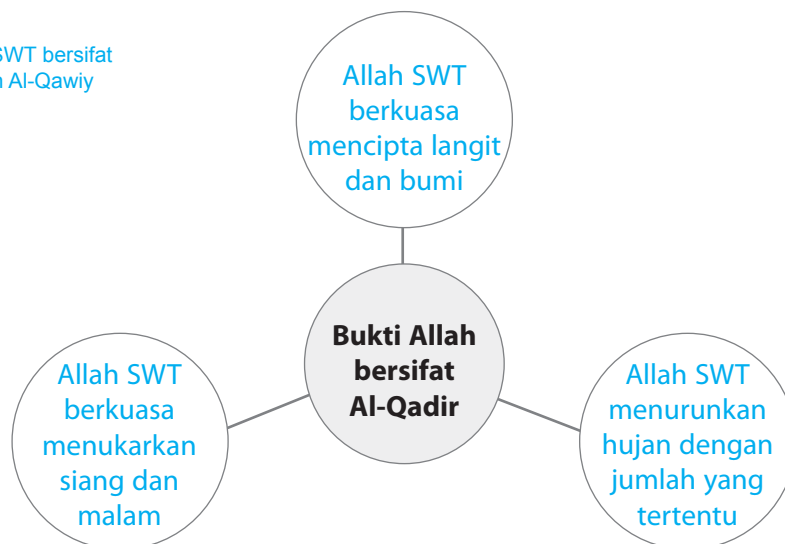 SWT bersifat
Al-Qawiy
Allah SWT
berkuasa
mencipta langit
dan bumi
Bukti Allah
bersifat
Al-Qadir
Allah SWT
berkuasa
menukarkan
siang dan
malam
Allah SWT
menurunkan
hujan dengan
jumlah yang
tertentu